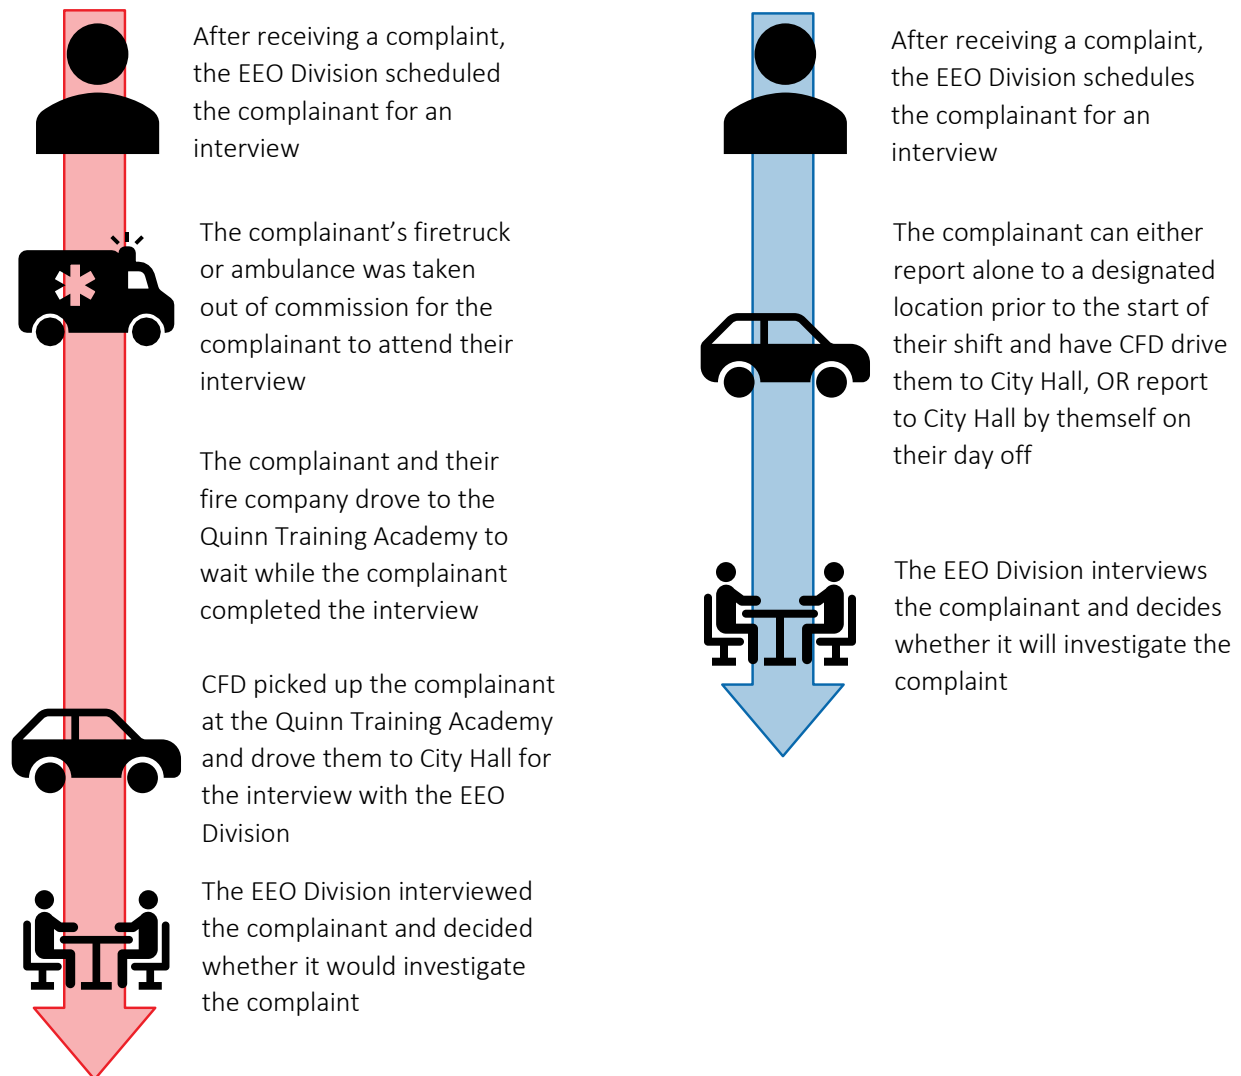 After receiving a complaint,
the EEO Division scheduled
the complainant for an
interview
The complainant’s firetruck
or ambulance was taken
out of commission for the
complainant to attend their
interview
The complainant and their
fire company drove to the
Quinn Training Academy to
wait while the complainant
completed the interview
CFD picked up the complainant
at the Quinn Training Academy
and drove them to City Hall for
the interview with the EEO
Division
The EEO Division interviewed
the complainant and decided
whether it would investigate
the complaint
After receiving a complaint,
the EEO Division schedules
the complainant for an
interview
The complainant can either
report alone to a designated
location prior to the start of
their shift and have CFD drive
them to City Hall, OR report
to City Hall by themself on
their day off
The EEO Division interviews
the complainant and decides
whether it will investigate the
complaint